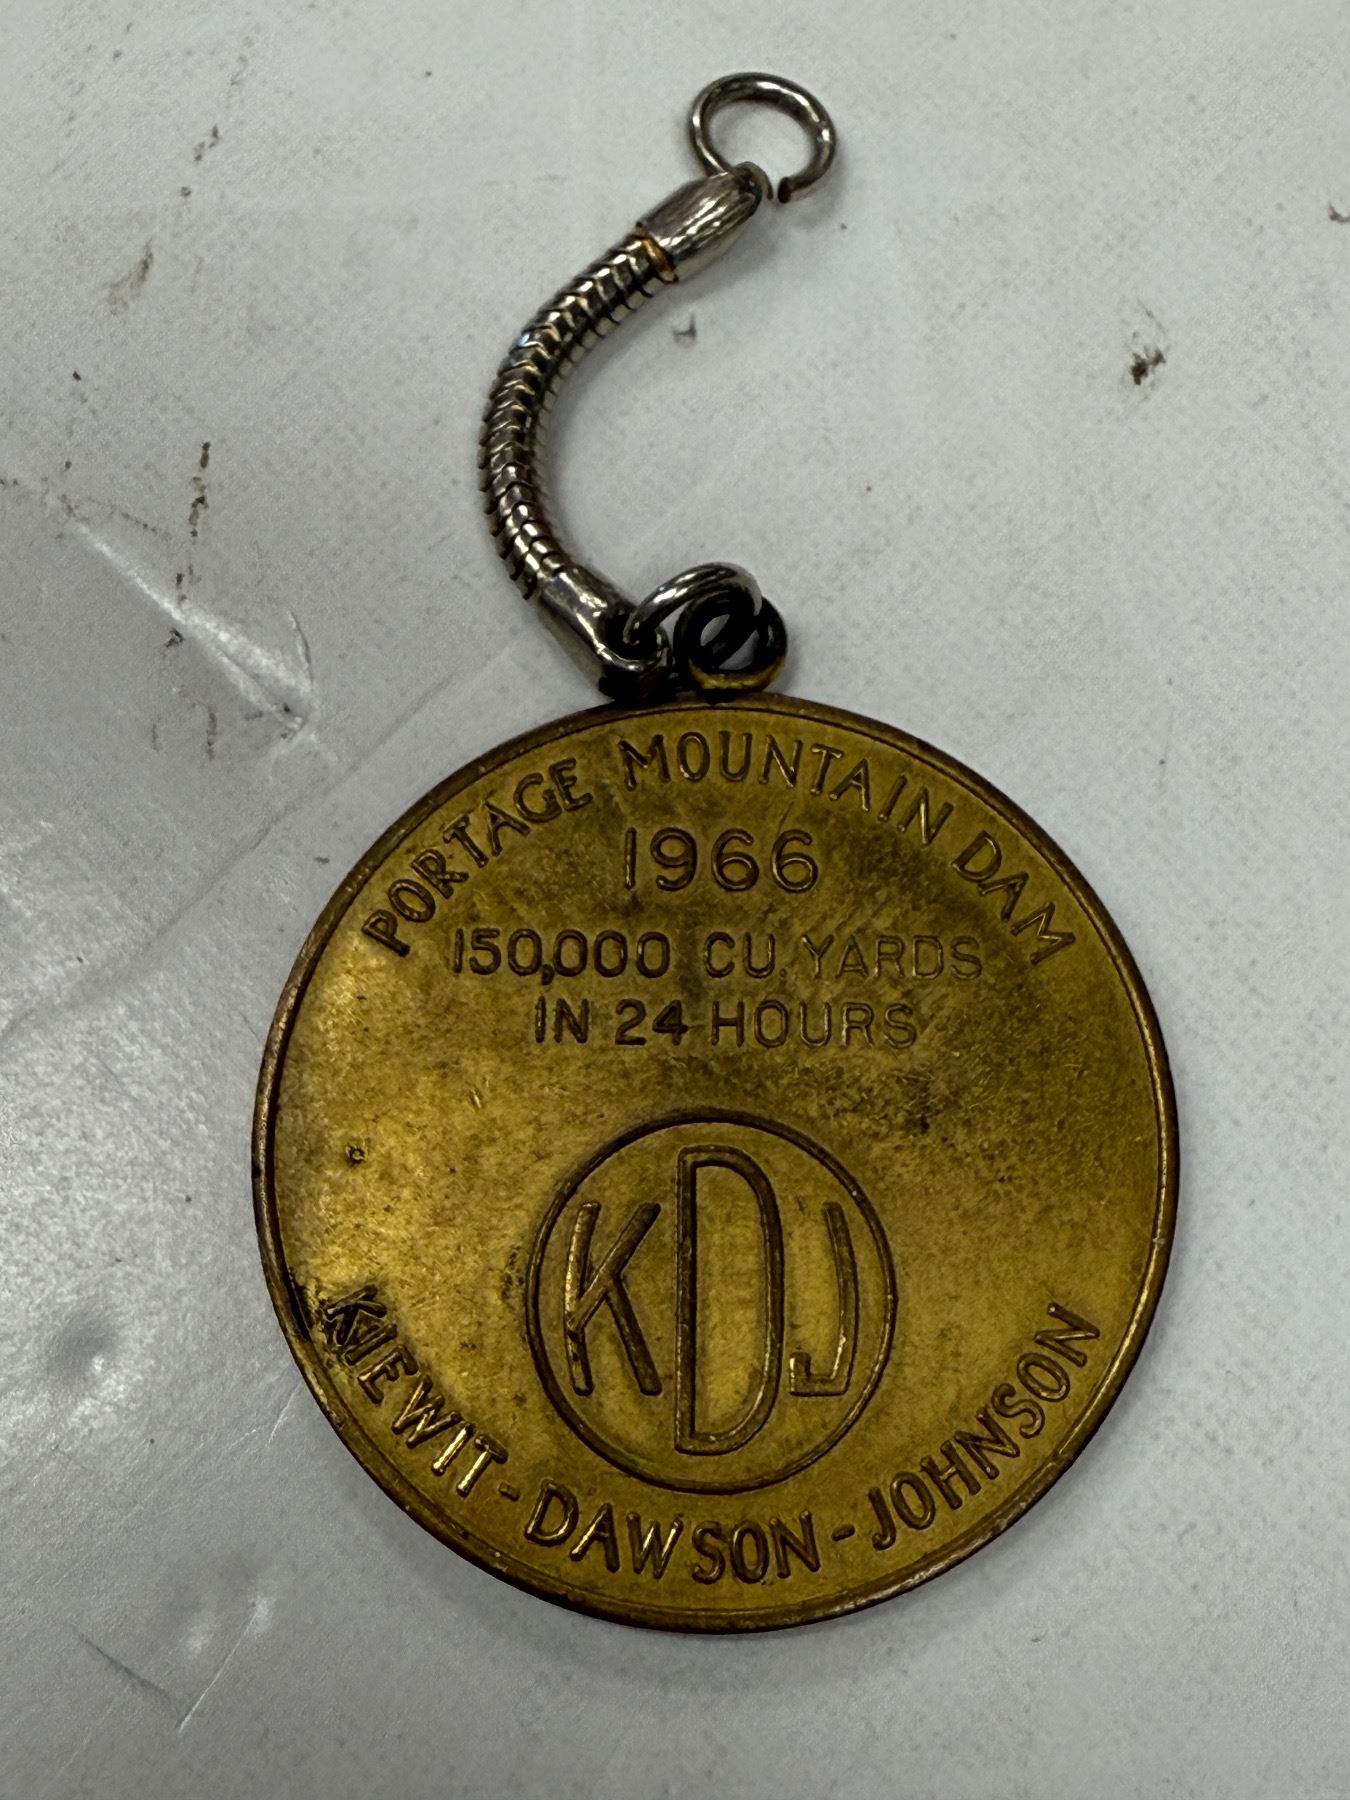 PORTAGE MOUNTAIN DAM
1966
150,000 CU. YARDS
IN 24 HOURS
KDJ
KIEWIT - DAWSON - JOHNSON